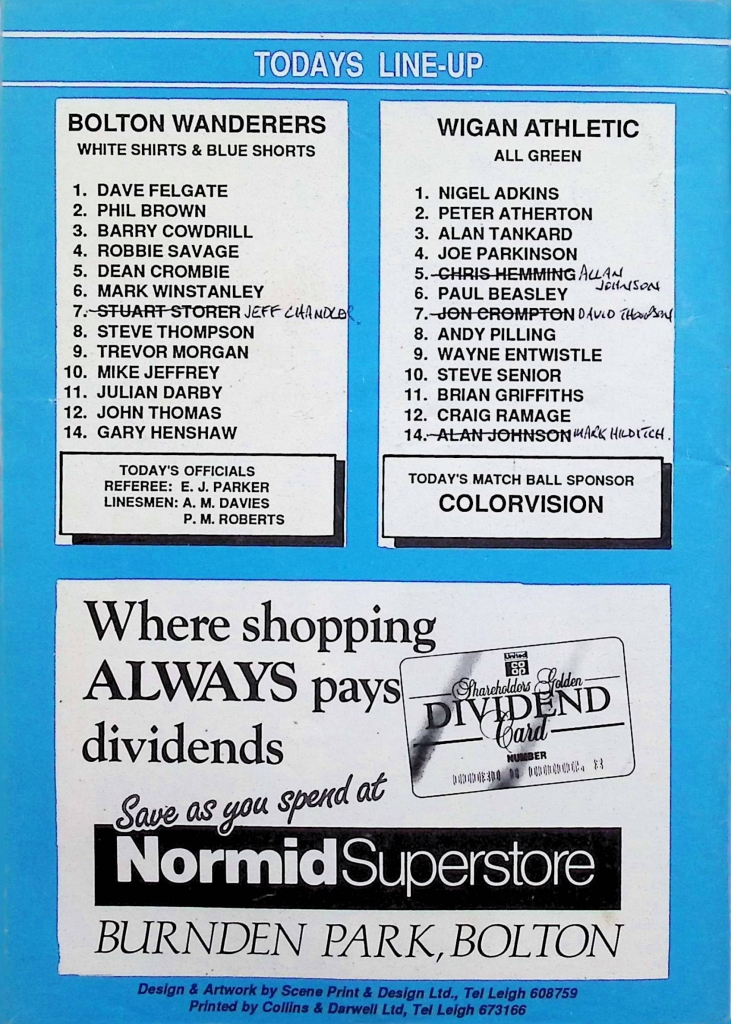 TODAYS LINE-UP
BOLTON WANDERERS
WHITE SHIRTS & BLUE SHORTS
1. DAVE FELGATE
2. PHIL BROWN
3. BARRY COWDRILL
4. ROBBIE SAVAGE
5. DEAN CROMBIE
6. MARK WINSTANLEY
7. STUART STORER JEFF CHANDLER
8. STEVE THOMPSON
9. TREVOR MORGAN
10. MIKE JEFFREY
11. JULIAN DARBY
12. JOHN THOMAS
14. GARY HENSHAW
TODAY'S OFFICIALS
REFEREE: E. J. PARKER
LINESMEN: A. M. DAVIES
P. M. ROBERTS
WIGAN ATHLETIC
ALL GREEN
1. NIGEL ADKINS
2. PETER ATHERTON
3. ALAN TANKARD
4. JOE PARKINSON
5. CHRIS HEMMING ALLAN
JOHNSON
6. PAUL BEASLEY
7. JON CROMPTON DAVID THOMPSON
8. ANDY PILLING
9. WAYNE ENTWISTLE
10. STEVE SENIOR
11. BRIAN GRIFFITHS
12. CRAIG RAMAGE
14. ALAN JOHNSON MARK HILDITCH.
TODAY'S MATCH BALL SPONSOR
COLORVISION
Where shopping
ALWAYS pays
dividends
United
CO
OP
Shareholders Golden
DIVIDEND
Card
NUMBER
Save as you spend at
Normid Superstore
BURNDEN PARK, BOLTON
Design & Artwork by Scene Print & Design Ltd., Tel Leigh 608759
Printed by Collins & Darwell Ltd, Tel Leigh 673166